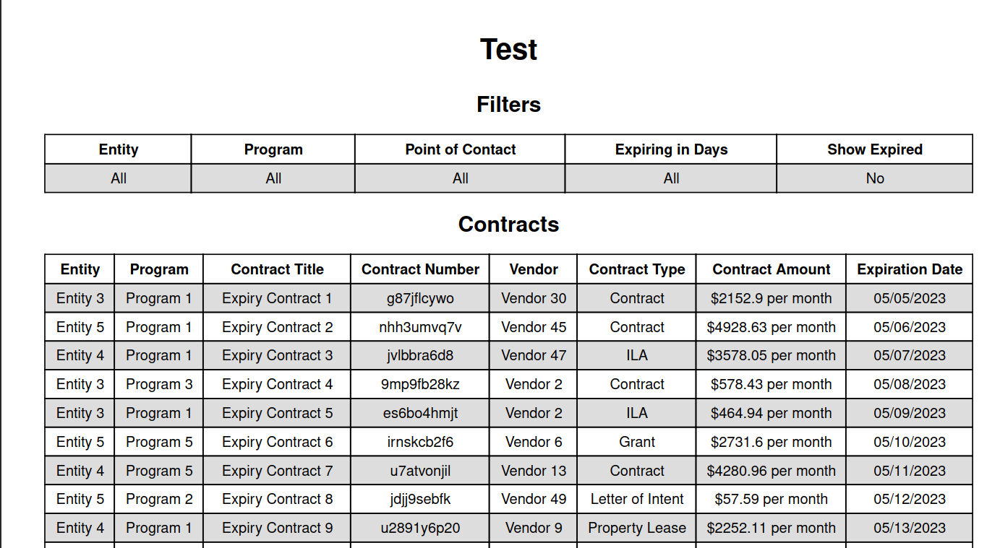 Test
Filters
Entity Program Point of Contact Expiring in Days Show Expired
All All All All No
Contracts
Entity Program Contract Title Contract Number Vendor Contract Type Contract Amount Expiration Date
Entity 3 Program 1 Expiry Contract 1 g87jflcywo Vendor 30 Contract $2152.9 per month 05/05/2023
Entity 5 Program 1 Expiry Contract 2 nhh3umvq7v Vendor 45 Contract $4928.63 per month 05/06/2023
Entity 4 Program 1 Expiry Contract 3 jvlbbra6d8 Vendor 47 ILA $3578.05 per month 05/07/2023
Entity 3 Program 3 Expiry Contract 4 9mp9fb28kz Vendor 2 Contract $578.43 per month 05/08/2023
Entity 3 Program 1 Expiry Contract 5 es6bo4hmjt Vendor 2 ILA $464.94 per month 05/09/2023
Entity 5 Program 5 Expiry Contract 6 irnskcb2f6 Vendor 6 Grant $2731.6 per month 05/10/2023
Entity 4 Program 5 Expiry Contract 7 u7atvonjil Vendor 13 Contract $4280.96 per month 05/11/2023
Entity 5 Program 2 Expiry Contract 8 jdjj9sebfk Vendor 49 Letter of Intent $57.59 per month 05/12/2023
Entity 4 Program 1 Expiry Contract 9 u2891y6p20 Vendor 9 Property Lease $2252.11 per month 05/13/2023